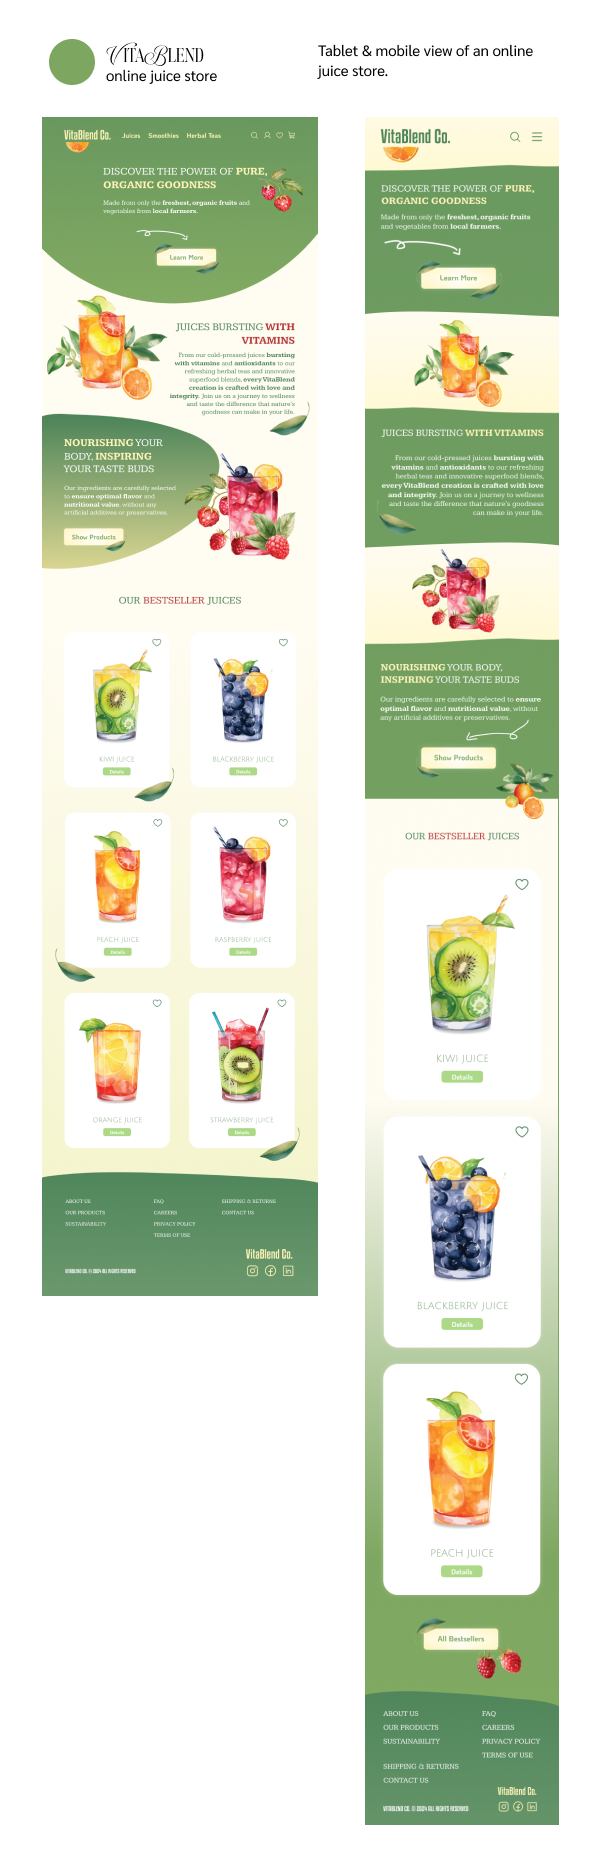 VitaBlend
online juice store
Tablet & mobile view of an online
juice store.
VitaBlend Co.
Juices Smoothies Herbal Teas
DISCOVER THE POWER OF PURE,
ORGANIC GOODNESS
Made from only the freshest, organic fruits and
vegetables from local farmers.
Learn More
JUICES BURSTING WITH
VITAMINS
From our cold-pressed juices bursting
with vitamins and antioxidants to our
refreshing herbal teas and innovative
superfood blends, every VitaBlend
creation is crafted with love and
integrity. Join us on a journey to wellness
and taste the difference that nature's
goodness can make in your life.
NOURISHING YOUR
BODY, INSPIRING
YOUR TASTE BUDS
Our ingredients are carefully selected
to ensure optimal flavor and
nutritional value, without any
artificial additives or preservatives.
Show Products
OUR BESTSELLER JUICES
KIWI JUICE
Details
BLACKBERRY JUICE
Details
PEACH JUICE
Details
RASPBERRY JUICE
Details
ORANGE JUICE
Details
STRAWBERRY JUICE
Details
ABOUT US
OUR PRODUCTS
SUSTAINABILITY
FAQ
CAREERS
PRIVACY POLICY
TERMS OF USE
SHIPPING & RETURNS
CONTACT US
VitaBlend Co.
VITABLEND CO. © 2024 ALL RIGHTS RESERVED
VitaBlend Co.
DISCOVER THE POWER OF PURE,
ORGANIC GOODNESS
Made from only the freshest, organic fruits
and vegetables from local farmers.
Learn More
JUICES BURSTING WITH VITAMINS
From our cold-pressed juices bursting with
vitamins and antioxidants to our refreshing
herbal teas and innovative superfood blends,
every VitaBlend creation is crafted with love
and integrity. Join us on a journey to wellness
and taste the difference that nature's goodness
can make in your life.
NOURISHING YOUR BODY,
INSPIRING YOUR TASTE BUDS
Our ingredients are carefully selected to ensure
optimal flavor and nutritional value, without
any artificial additives or preservatives.
Show Products
OUR BESTSELLER JUICES
KIWI JUICE
Details
BLACKBERRY JUICE
Details
PEACH JUICE
Details
All Bestsellers
ABOUT US
OUR PRODUCTS
SUSTAINABILITY
SHIPPING & RETURNS
CONTACT US
FAQ
CAREERS
PRIVACY POLICY
TERMS OF USE
VitaBlend Co.
VITABLEND CO. © 2024 ALL RIGHTS RESERVED